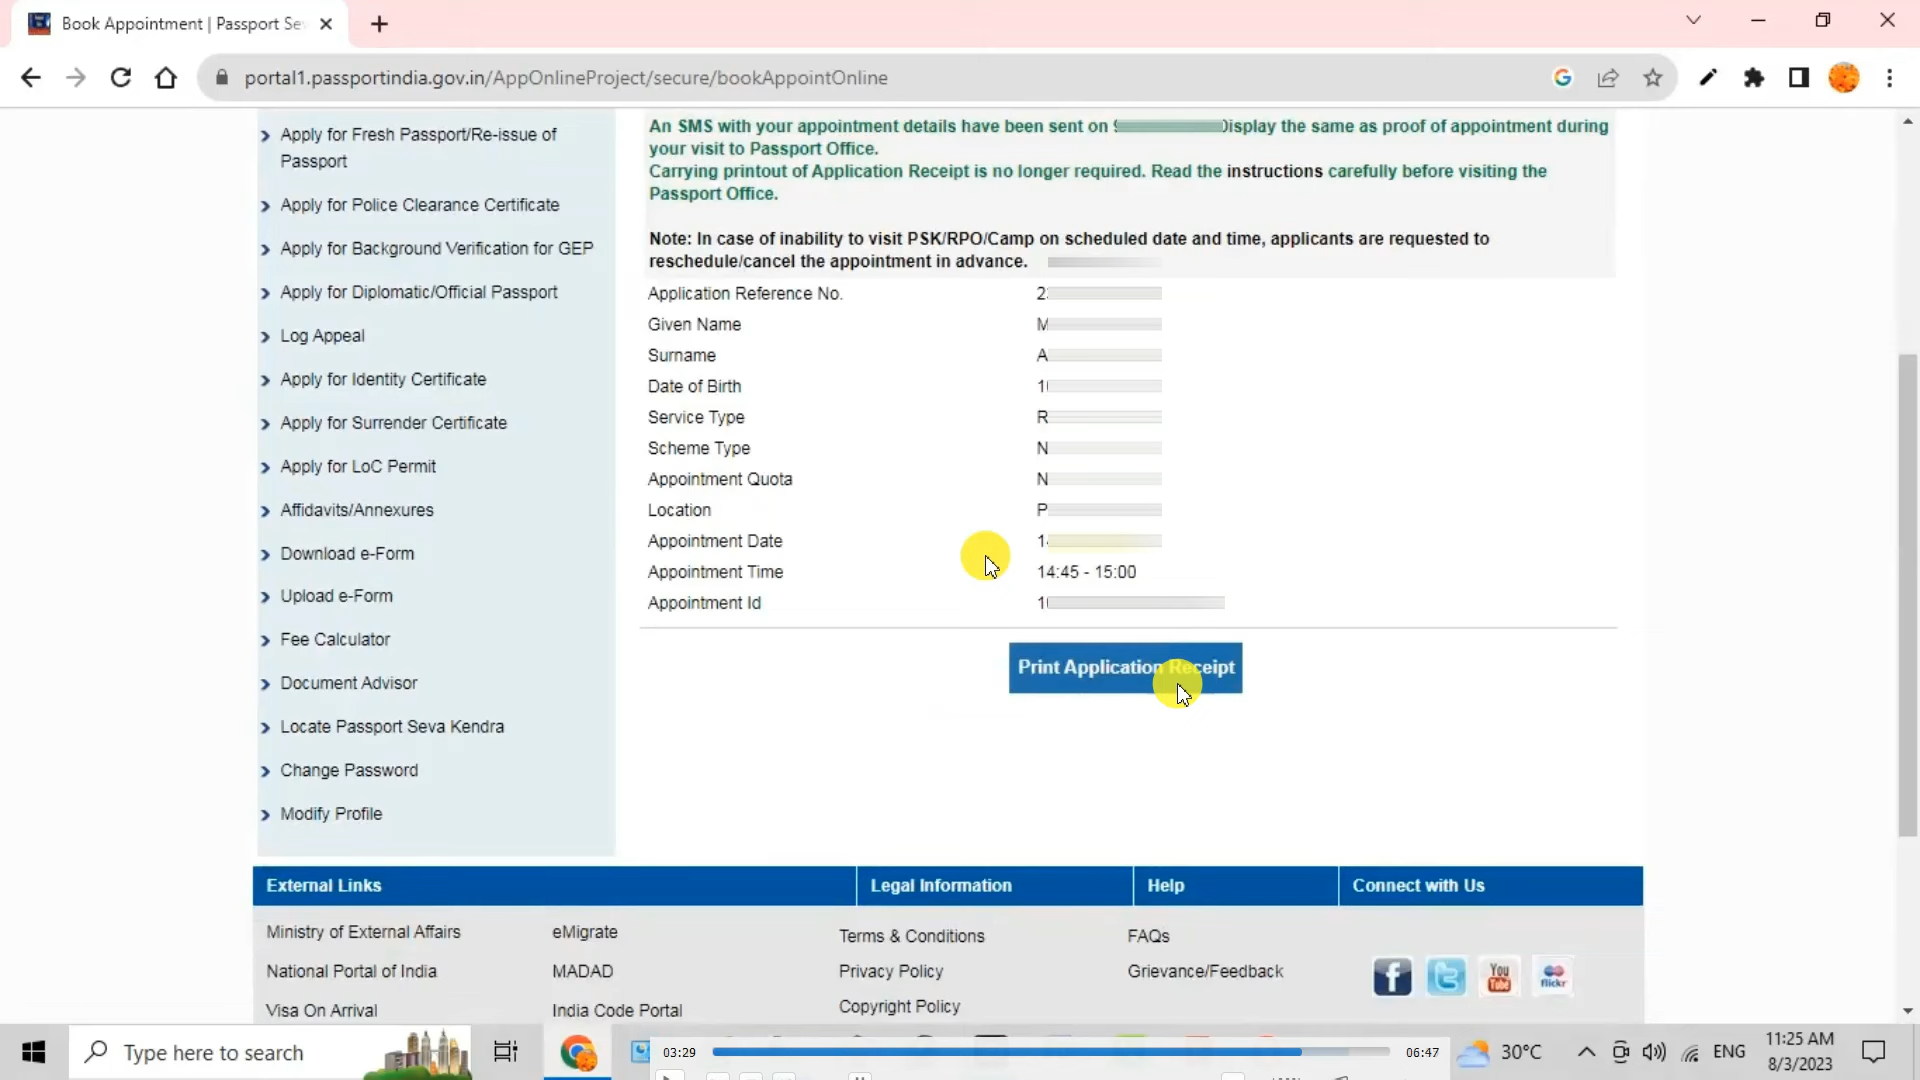 Book Appointment | Passport Se
portal1.passportindia.gov.in/AppOnlineProject/secure/bookAppointOnline
Apply for Fresh Passport/Re-issue of
Passport
Apply for Police Clearance Certificate
Apply for Background Verification for GEP
Apply for Diplomatic/Official Passport
Log Appeal
Apply for Identity Certificate
Apply for Surrender Certificate
Apply for LoC Permit
Affidavits/Annexures
Download e-Form
Upload e-Form
Fee Calculator
Document Advisor
Locate Passport Seva Kendra
Change Password
Modify Profile
An SMS with your appointment details have been sent on isplay the same as proof of appointment during
your visit to Passport Office.
Carrying printout of Application Receipt is no longer required. Read the instructions carefully before visiting the
Passport Office.
Note: In case of inability to visit PSK/RPO/Camp on scheduled date and time, applicants are requested to
reschedule/cancel the appointment in advance.
Application Reference No. 2
Given Name M
Surname A
Date of Birth 1
Service Type R
Scheme Type N
Appointment Quota N
Location P
Appointment Date 1
Appointment Time 14:45 - 15:00
Appointment Id 1
Print Application Receipt
External Links Legal Information Help Connect with Us
Ministry of External Affairs eMigrate Terms & Conditions FAQs
National Portal of India MADAD Privacy Policy Grievance/Feedback
Visa On Arrival India Code Portal Copyright Policy
You Tube
flickr
Type here to search
03:29 06:47
30°C
ENG
11:25 AM
8/3/2023